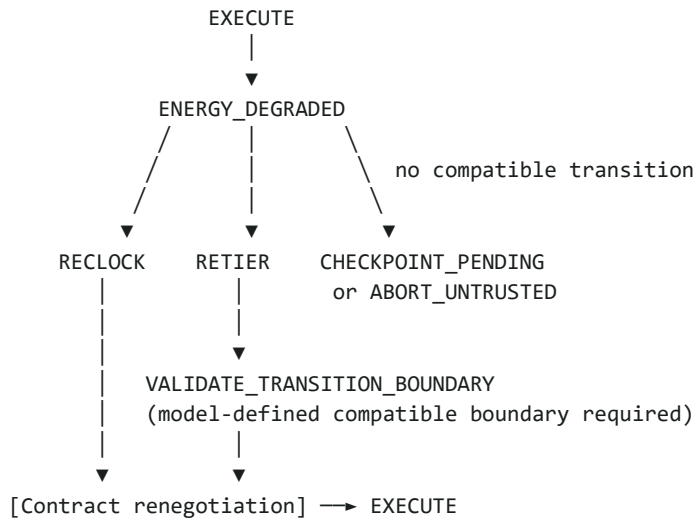 EXECUTE
ENERGY_DEGRADED
no compatible transition
RECLOCK RETIER CHECKPOINT_PENDING
or ABORT_UNTRUSTED
VALIDATE_TRANSITION_BOUNDARY
(model-defined compatible boundary required)
[Contract renegotiation] ──► EXECUTE